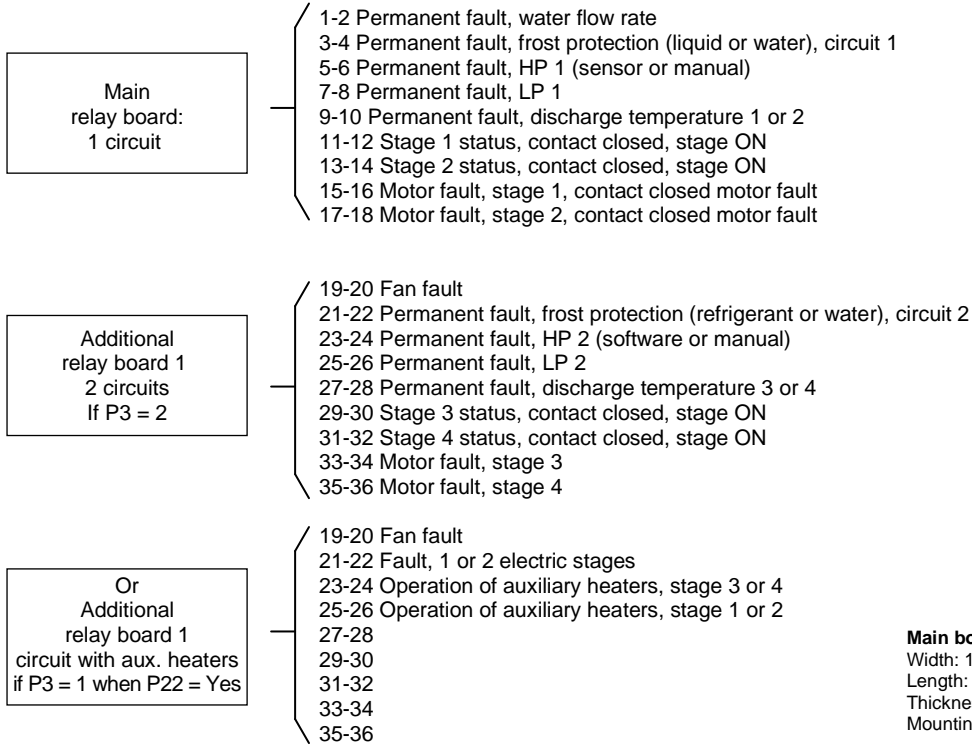 Main
relay board:
1 circuit
1-2 Permanent fault, water flow rate
3-4 Permanent fault, frost protection (liquid or water), circuit 1
5-6 Permanent fault, HP 1 (sensor or manual)
7-8 Permanent fault, LP 1
9-10 Permanent fault, discharge temperature 1 or 2
11-12 Stage 1 status, contact closed, stage ON
13-14 Stage 2 status, contact closed, stage ON
15-16 Motor fault, stage 1, contact closed motor fault
17-18 Motor fault, stage 2, contact closed motor fault
Additional
relay board 1
2 circuits
If P3 = 2
19-20 Fan fault
21-22 Permanent fault, frost protection (refrigerant or water), circuit 2
23-24 Permanent fault, HP 2 (software or manual)
25-26 Permanent fault, LP 2
27-28 Permanent fault, discharge temperature 3 or 4
29-30 Stage 3 status, contact closed, stage ON
31-32 Stage 4 status, contact closed, stage ON
33-34 Motor fault, stage 3
35-36 Motor fault, stage 4
Or
Additional
relay board 1
circuit with aux. heaters
if P3 = 1 when P22 = Yes
19-20 Fan fault
21-22 Fault, 1 or 2 electric stages
23-24 Operation of auxiliary heaters, stage 3 or 4
25-26 Operation of auxiliary heaters, stage 1 or 2
27-28
29-30
31-32
33-34
35-36
Main
Width:
Length: